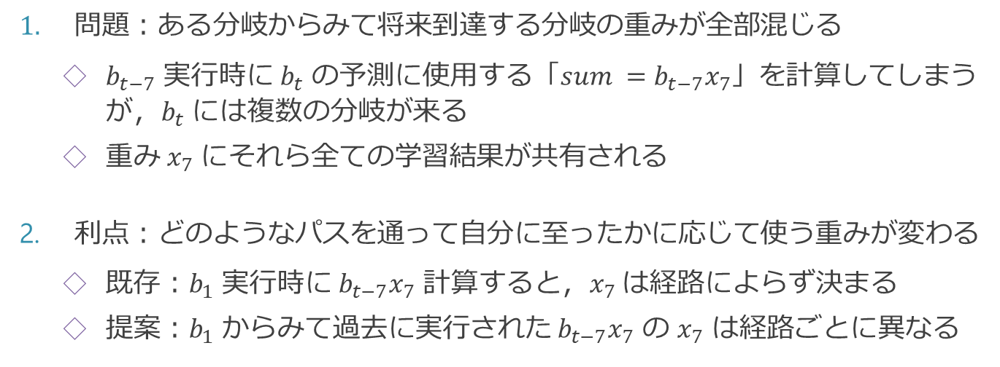 1. 問題：ある分岐からみて将来到達する分岐の重みが全部混じる
◇ b_{t−7} 実行時に b_t の予測に使用する「sum = b_{t−7}x_7」を計算してしまう
が，b_t には複数の分岐が来る
◇ 重み x_7 にそれら全ての学習結果が共有される
2. 利点：どのようなパスを通って自分に至ったかに応じて使う重みが変わる
◇ 既存：b_1 実行時に b_{t−7}x_7 計算すると，x_7 は経路によらず決まる
◇ 提案：b_1 からみて過去に実行された b_{t−7}x_7 の x_7 は経路ごとに異なる